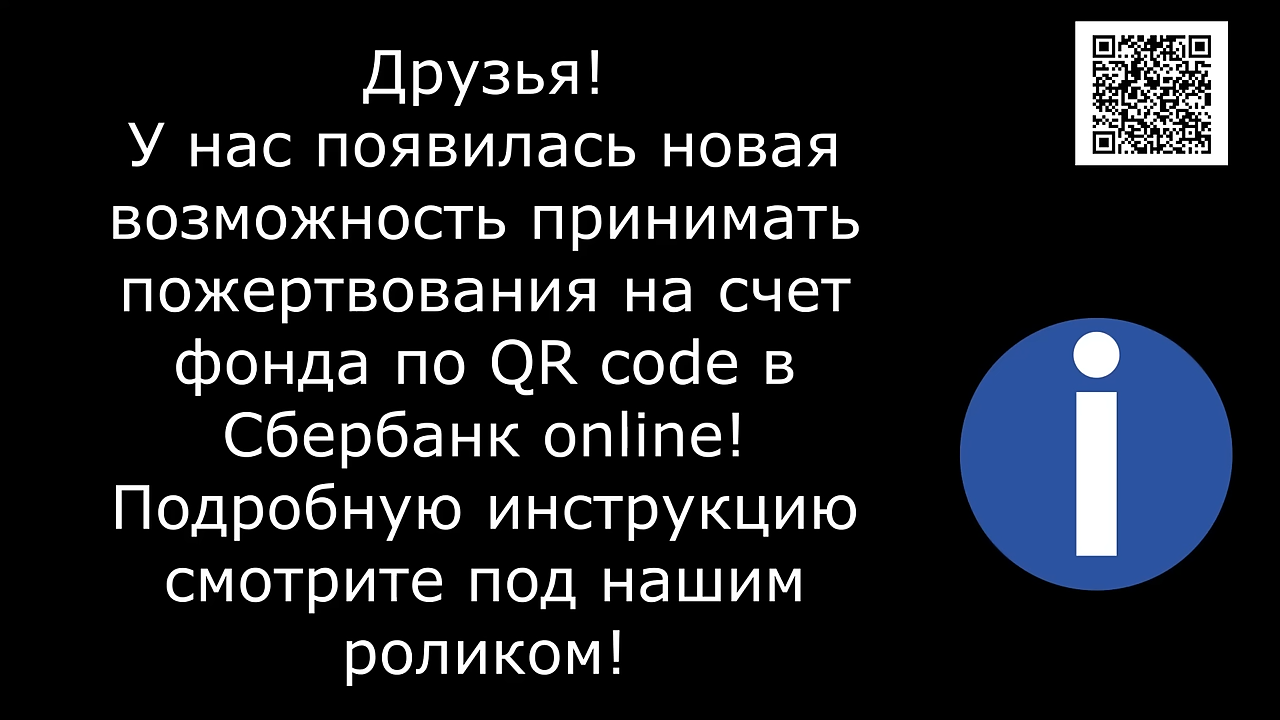 Друзья!
У нас появилась новая
возможность принимать
пожертвования на счет
фонда по QR code в
Сбербанк online!
Подробную инструкцию
смотрите под нашим
роликом!
i